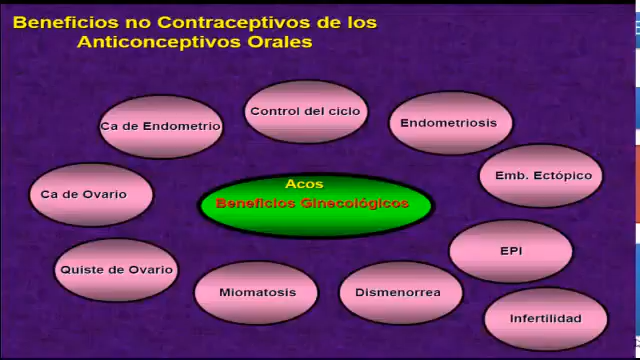 Beneficios no Contraceptivos de los
Anticonceptivos Orales
Control del ciclo
Ca de Endometrio
Endometriosis
Emb. Ectópico
Acos
Ca de Ovario
Beneficios Ginecológicos
EPI
Quiste de Ovario
Miomatosis
Dismenorrea
Infertilidad